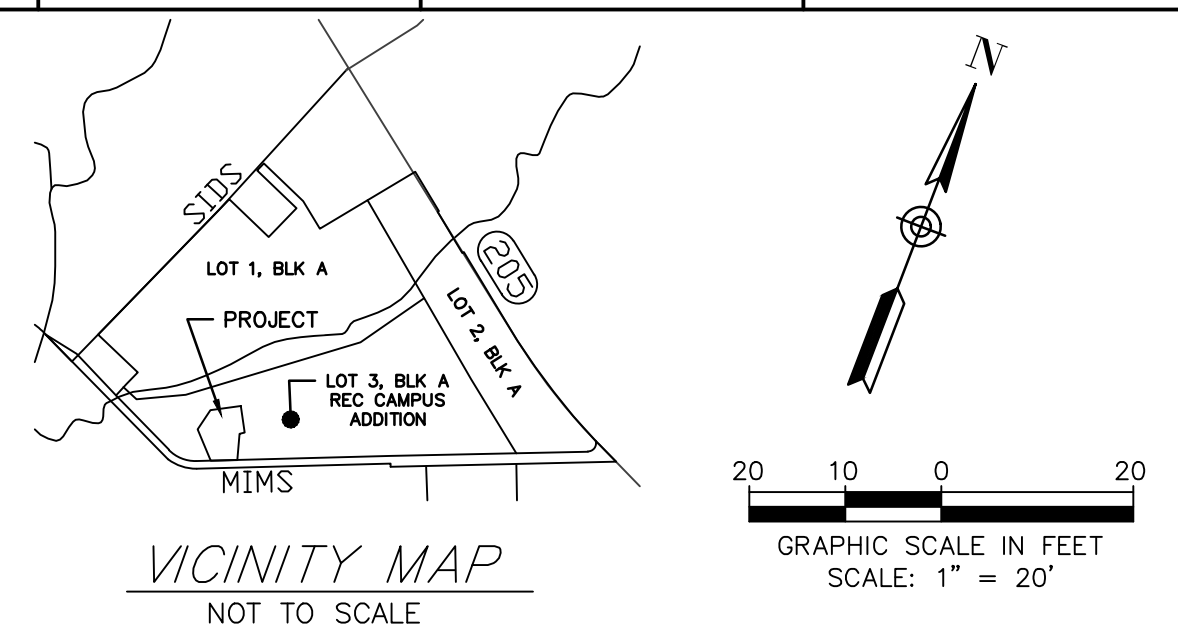 N
SIDS
205
LOT 1, BLK A
LOT 2, BLK A
PROJECT
LOT 3, BLK A
REC CAMPUS
ADDITION
MIMS
VICINITY MAP
NOT TO SCALE
20 10 0 20
GRAPHIC SCALE IN FEET
SCALE: 1" = 20'